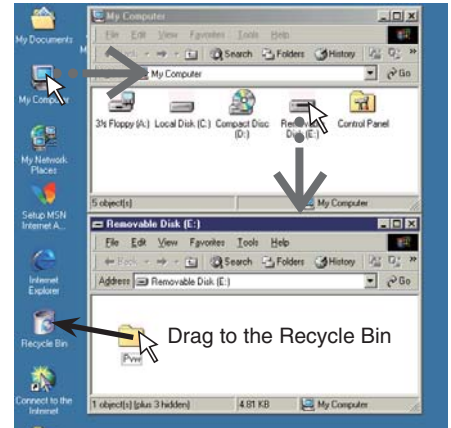 My Documents
My Computer
My Network
Places
Setup MSN
Internet A...
Internet
Explorer
Recycle Bin
Connect to the
Internet
My Computer
File Edit View Favorites Tools Help
Search Folders History »
My Computer Go
3½ Floppy (A:) Local Disk (C:) Compact Disc
(D:) Removable
Disk (E:) Control Panel
5 object(s) My Computer
Removable Disk (E:)
File Edit View Favorites Tools Help
Back Search Folders History »
Address Removable Disk (E:) Go
Drag to the Recycle Bin
1 object(s) (plus 3 hidden) 4.81 KB My Computer